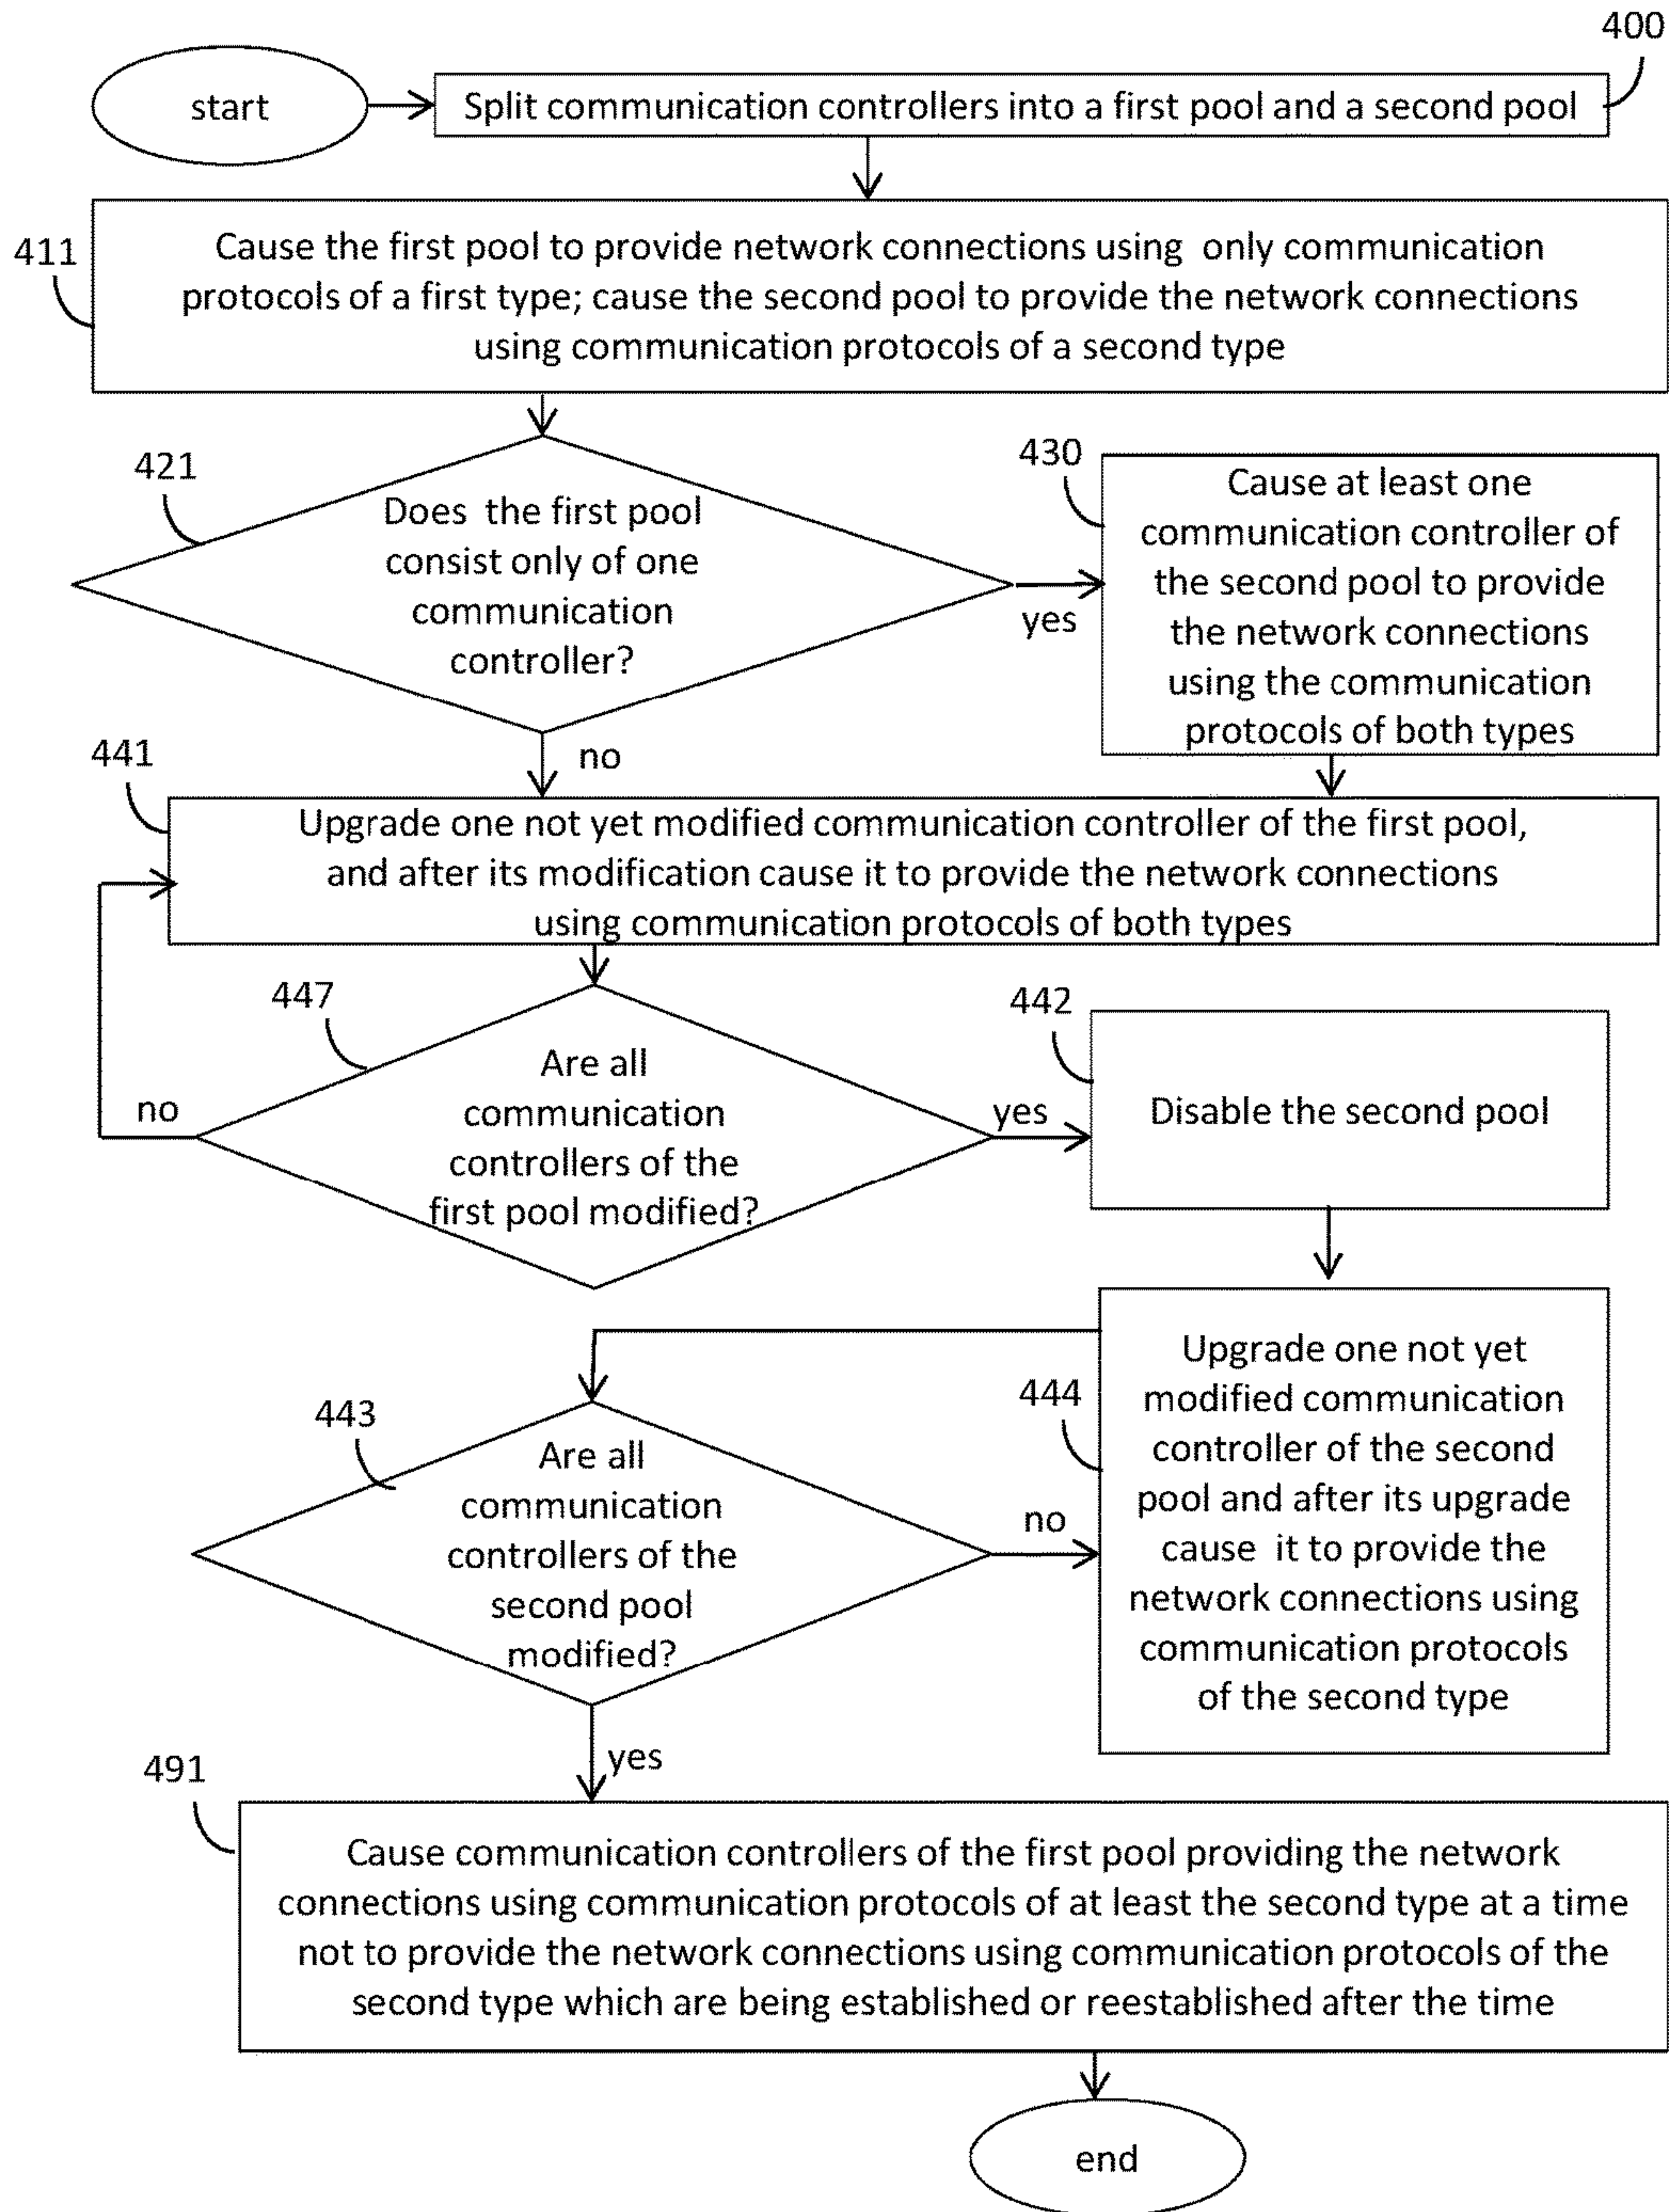 400
start
Split communication controllers into a first pool and a second pool
411
Cause the first pool to provide network connections using only communication
protocols of a first type; cause the second pool to provide the network connections
using communication protocols of a second type
421
Does the first pool
consist only of one
communication
controller?
yes
no
430
Cause at least one
communication controller of
the second pool to provide
the network connections
using the communication
protocols of both types
441
Upgrade one not yet modified communication controller of the first pool,
and after its modification cause it to provide the network connections
using communication protocols of both types
447
Are all
communication
controllers of the
first pool modified?
no
yes
442
Disable the second pool
444
Upgrade one not yet
modified communication
controller of the second
pool and after its upgrade
cause it to provide the
network connections using
communication protocols
of the second type
443
Are all
communication
controllers of the
second pool
modified?
no
yes
491
Cause communication controllers of the first pool providing the network
connections using communication protocols of at least the second type at a time
not to provide the network connections using communication protocols of the
second type which are being established or reestablished after the time
end